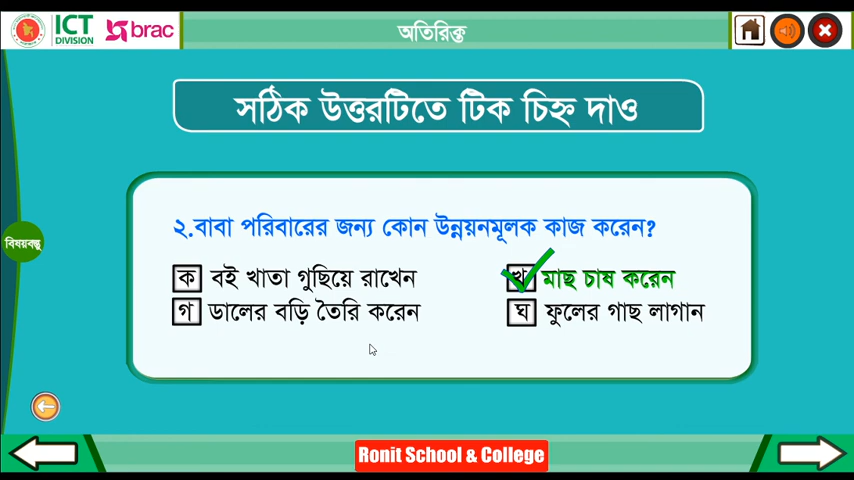 ICT
DIVISION
brac
অতিরিক্ত
সঠিক উত্তরটিতে টিক চিহ্ন দাও
বিষয়বস্তু
২.বাবা পরিবারের জন্য কোন উন্নয়নমূলক কাজ করেন?
ক বই খাতা গুছিয়ে রাখেন
খ মাছ চাষ করেন
গ ডালের বড়ি তৈরি করেন
ঘ ফুলের গাছ লাগান
Ronit School & College